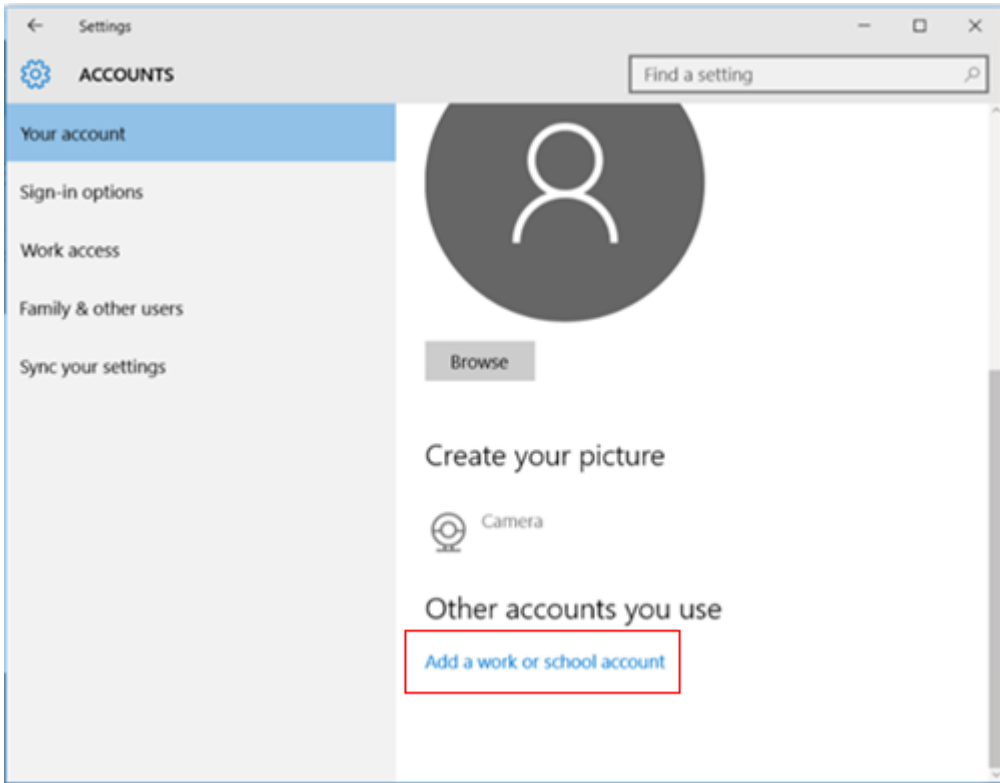 Settings
ACCOUNTS
Find a setting
Your account
Sign-in options
Work access
Family & other users
Sync your settings
Browse
Create your picture
Camera
Other accounts you use
Add a work or school account